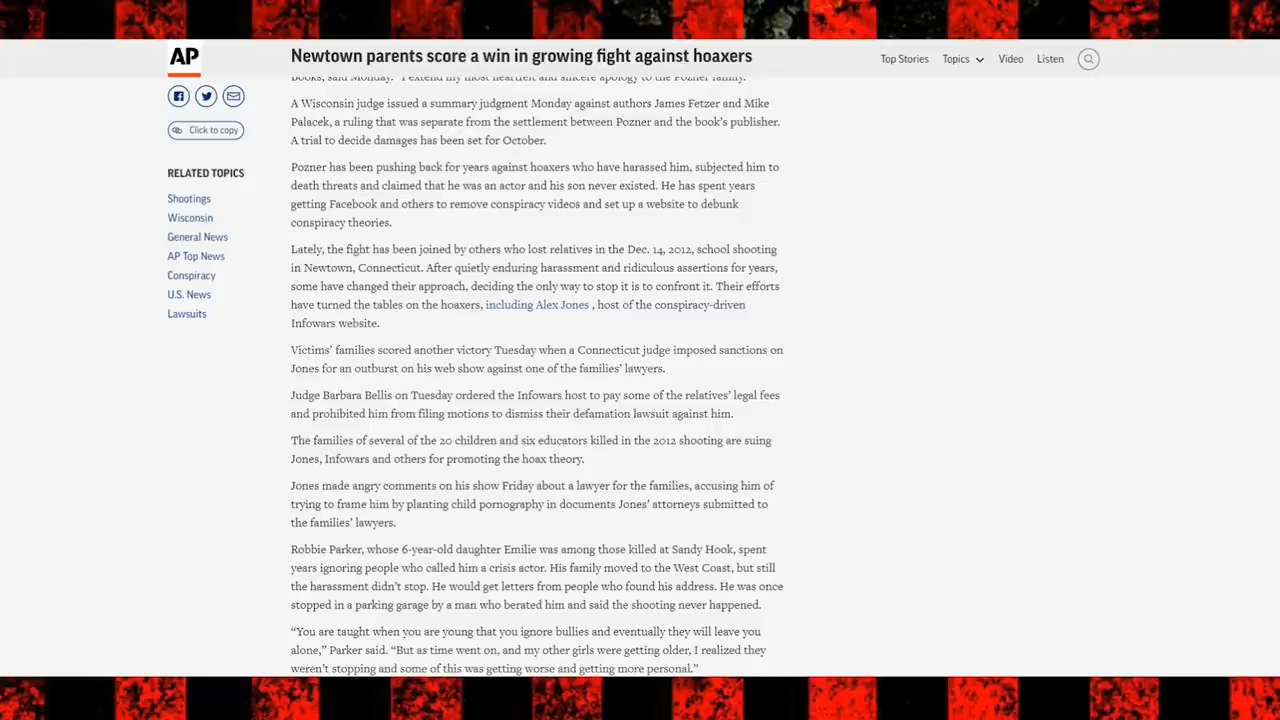 AP
Newtown parents score a win in growing fight against hoaxers
Top Stories Topics Video Listen
Books, said Monday. “I extend my most heartfelt and sincere apology to the Pozner family.”
Click to copy
RELATED TOPICS
Shootings
Wisconsin
General News
AP Top News
Conspiracy
U.S. News
Lawsuits
A Wisconsin judge issued a summary judgment Monday against authors James Fetzer and Mike
Palacek, a ruling that was separate from the settlement between Pozner and the book’s publisher.
A trial to decide damages has been set for October.
Pozner has been pushing back for years against hoaxers who have harassed him, subjected him to
death threats and claimed that he was an actor and his son never existed. He has spent years
getting Facebook and others to remove conspiracy videos and set up a website to debunk
conspiracy theories.
Lately, the fight has been joined by others who lost relatives in the Dec. 14, 2012, school shooting
in Newtown, Connecticut. After quietly enduring harassment and ridiculous assertions for years,
some have changed their approach, deciding the only way to stop it is to confront it. Their efforts
have turned the tables on the hoaxers, including Alex Jones , host of the conspiracy-driven
Infowars website.
Victims’ families scored another victory Tuesday when a Connecticut judge imposed sanctions on
Jones for an outburst on his web show against one of the families’ lawyers.
Judge Barbara Bellis on Tuesday ordered the Infowars host to pay some of the relatives’ legal fees
and prohibited him from filing motions to dismiss their defamation lawsuit against him.
The families of several of the 20 children and six educators killed in the 2012 shooting are suing
Jones, Infowars and others for promoting the hoax theory.
Jones made angry comments on his show Friday about a lawyer for the families, accusing him of
trying to frame him by planting child pornography in documents Jones’ attorneys submitted to
the families’ lawyers.
Robbie Parker, whose 6-year-old daughter Emilie was among those killed at Sandy Hook, spent
years ignoring people who called him a crisis actor. His family moved to the West Coast, but still
the harassment didn’t stop. He would get letters from people who found his address. He was once
stopped in a parking garage by a man who berated him and said the shooting never happened.
“You are taught when you are young that you ignore bullies and eventually they will leave you
alone,” Parker said. “But as time went on, and my other girls were getting older, I realized they
weren’t stopping and some of this was getting worse and getting more personal.”